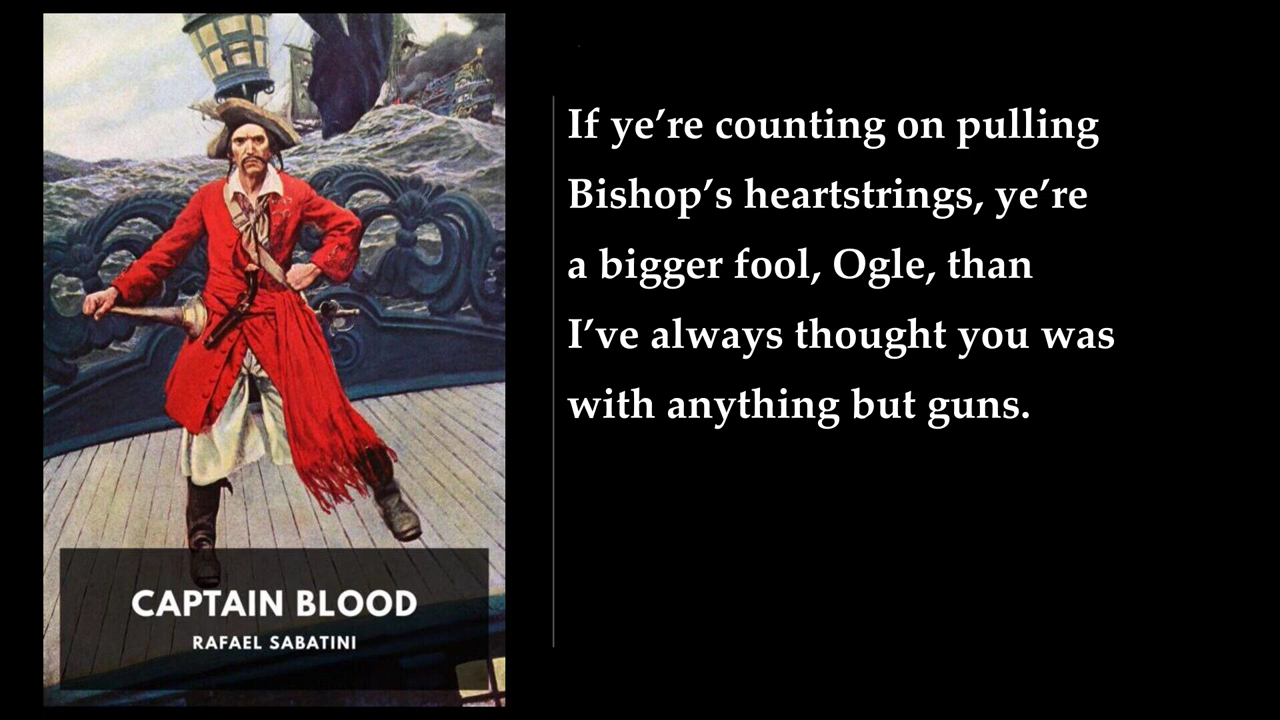 If ye’re counting on pulling
Bishop’s heartstrings, ye’re
a bigger fool, Ogle, than
I’ve always thought you was
with anything but guns.
CAPTAIN BLOOD
RAFAEL SABATINI